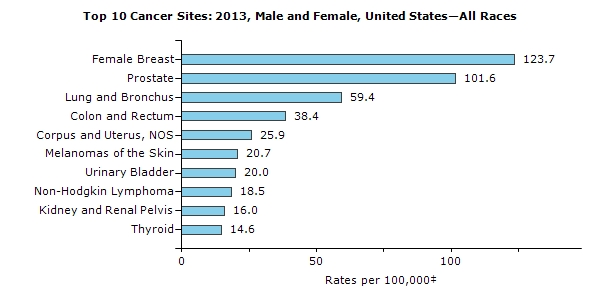 Top 10 Cancer Sites: 2013, Male and Female, United States—All Races
Female Breast 123.7
Prostate 101.6
Lung and Bronchus 59.4
Colon and Rectum 38.4
Corpus and Uterus, NOS 25.9
Melanomas of the Skin 20.7
Urinary Bladder 20.0
Non-Hodgkin Lymphoma 18.5
Kidney and Renal Pelvis 16.0
Thyroid 14.6
0 50 100
Rates per 100,000‡